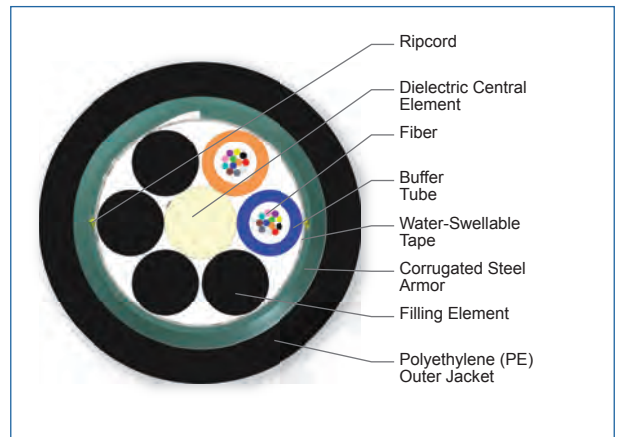 Ripcord
Dielectric Central
Element
Fiber
Buffer
Tube
Water-Swellable
Tape
Corrugated Steel
Armor
Filling Element
Polyethylene (PE)
Outer Jacket